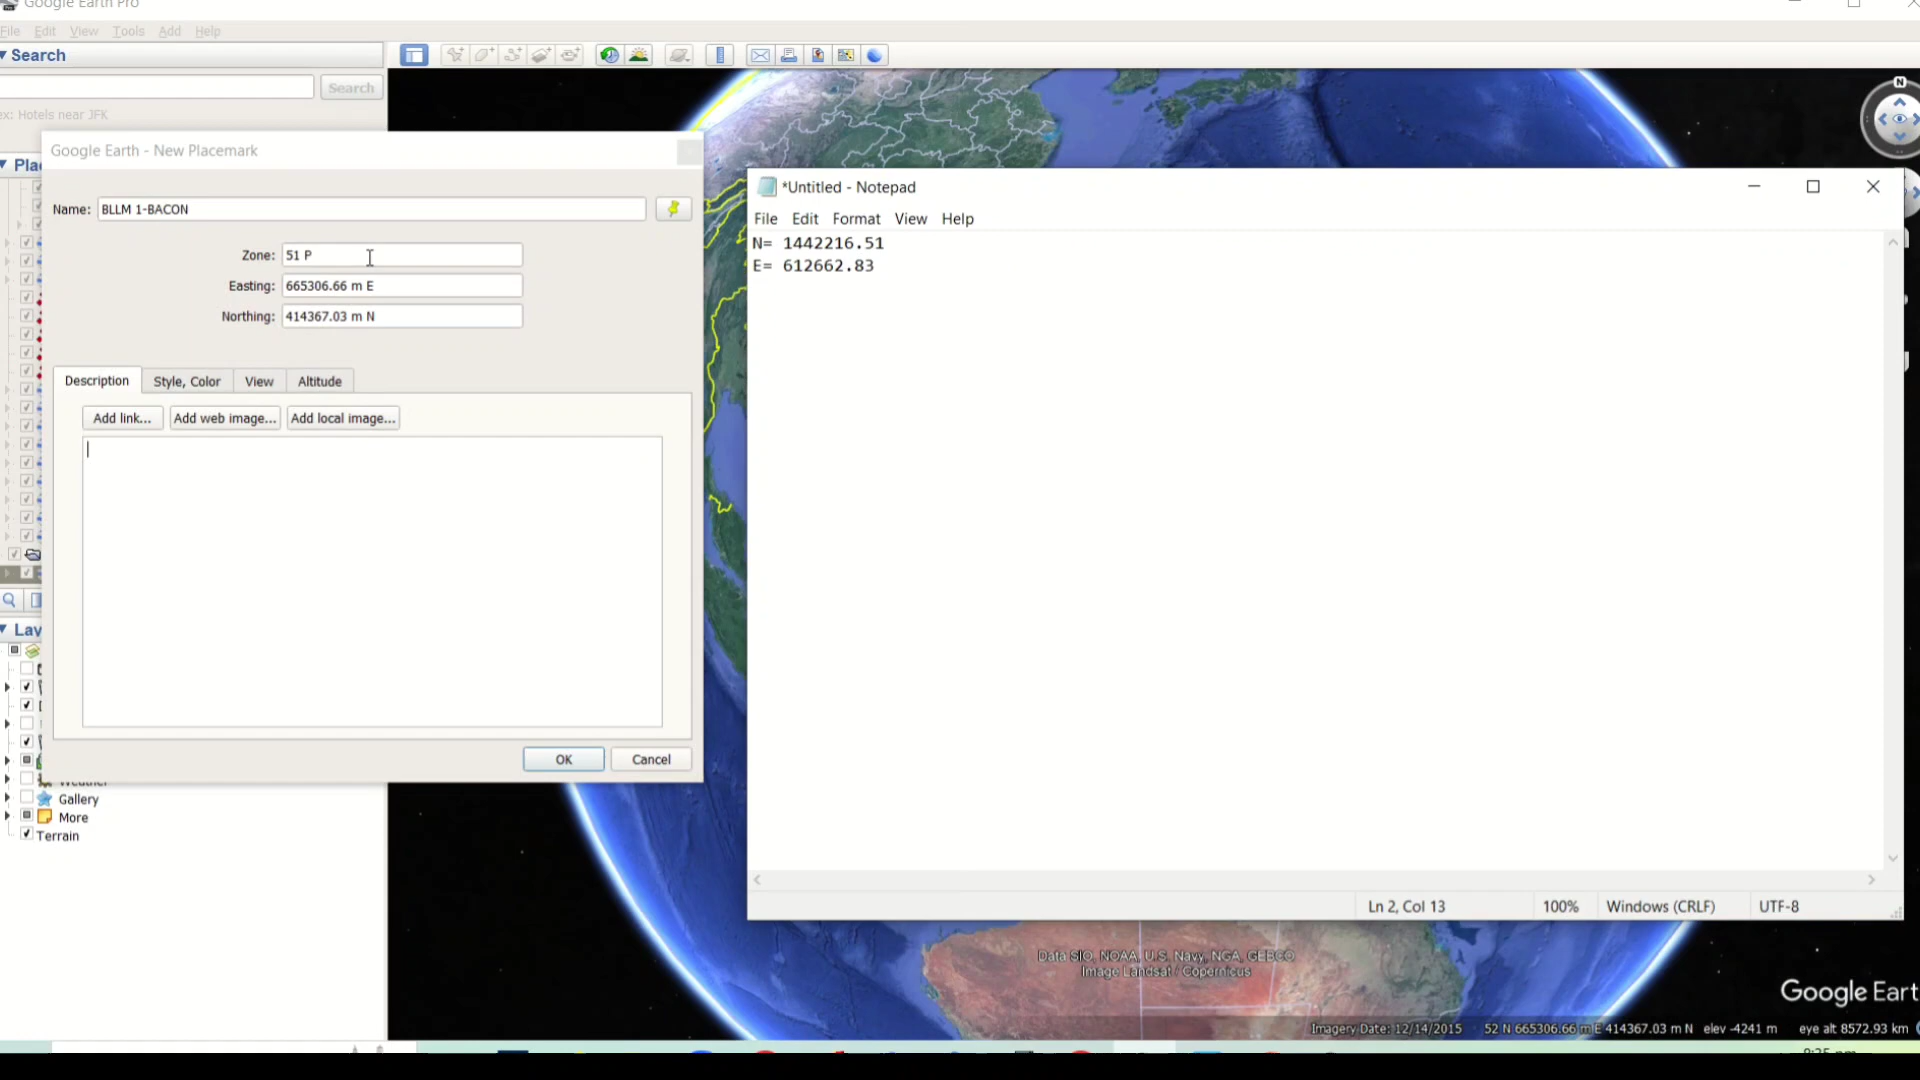 Google Earth Pro
File Edit View Tools Add Help
Search
Search
ex: Hotels near JFK
Google Earth - New Placemark
Name: BLLM 1-BACON
Zone: 51 P
Easting: 665306.66 m E
Northing: 414367.03 m N
Description Style, Color View Altitude
Add link... Add web image... Add local image...
OK Cancel
Gallery
More
Terrain
*Untitled - Notepad
File Edit Format View Help
N= 1442216.51
E= 612662.83
Ln 2, Col 13 100% Windows (CRLF) UTF-8
Data SIO, NOAA, U.S. Navy, NGA, GEBCO
Image Landsat / Copernicus
N
Imagery Date: 12/14/2015 52 N 665306.66 m E 414367.03 m N elev -4241 m eye alt 8572.93 km